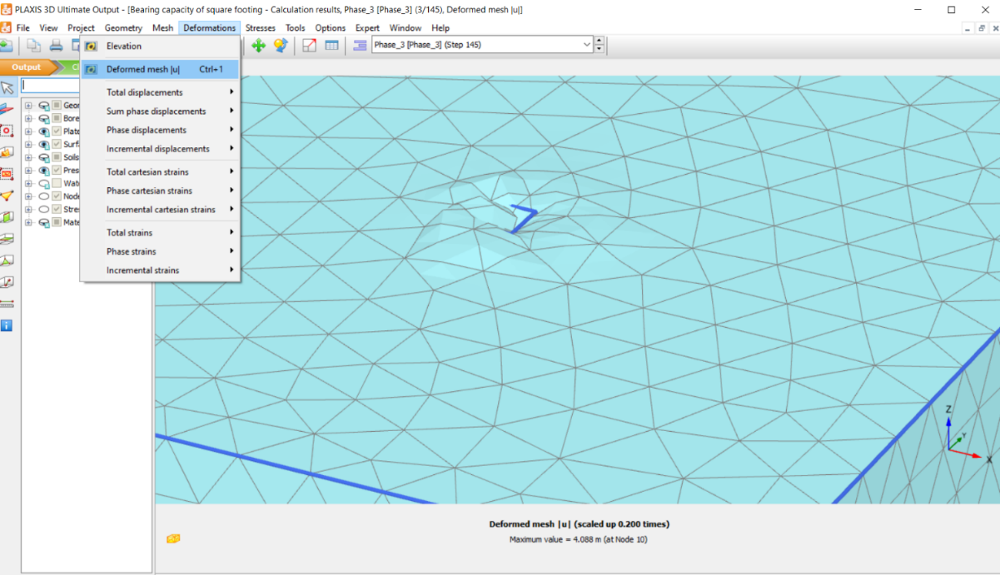 PLAXIS 3D Ultimate Output - [Bearing capacity of square footing - Calculation results, Phase_3 [Phase_3] (3/145), Deformed mesh |u|]
File View Project Geometry Mesh Deformations Stresses Tools Options Expert Window Help
Elevation
Phase_3 [Phase_3] (Step 145)
Output
Deformed mesh |u| Ctrl+1
Total displacements
Geor
Sum phase displacements
Bore
Phase displacements
Plate
Surfa
Incremental displacements
Soils
Total cartesian strains
Pres
Wate
Phase cartesian strains
Node
Incremental cartesian strains
Stre
Mate
Total strains
Phase strains
Incremental strains
Z
Y
X
Deformed mesh |u| (scaled up 0.200 times)
Maximum value = 4.088 m (at Node 10)